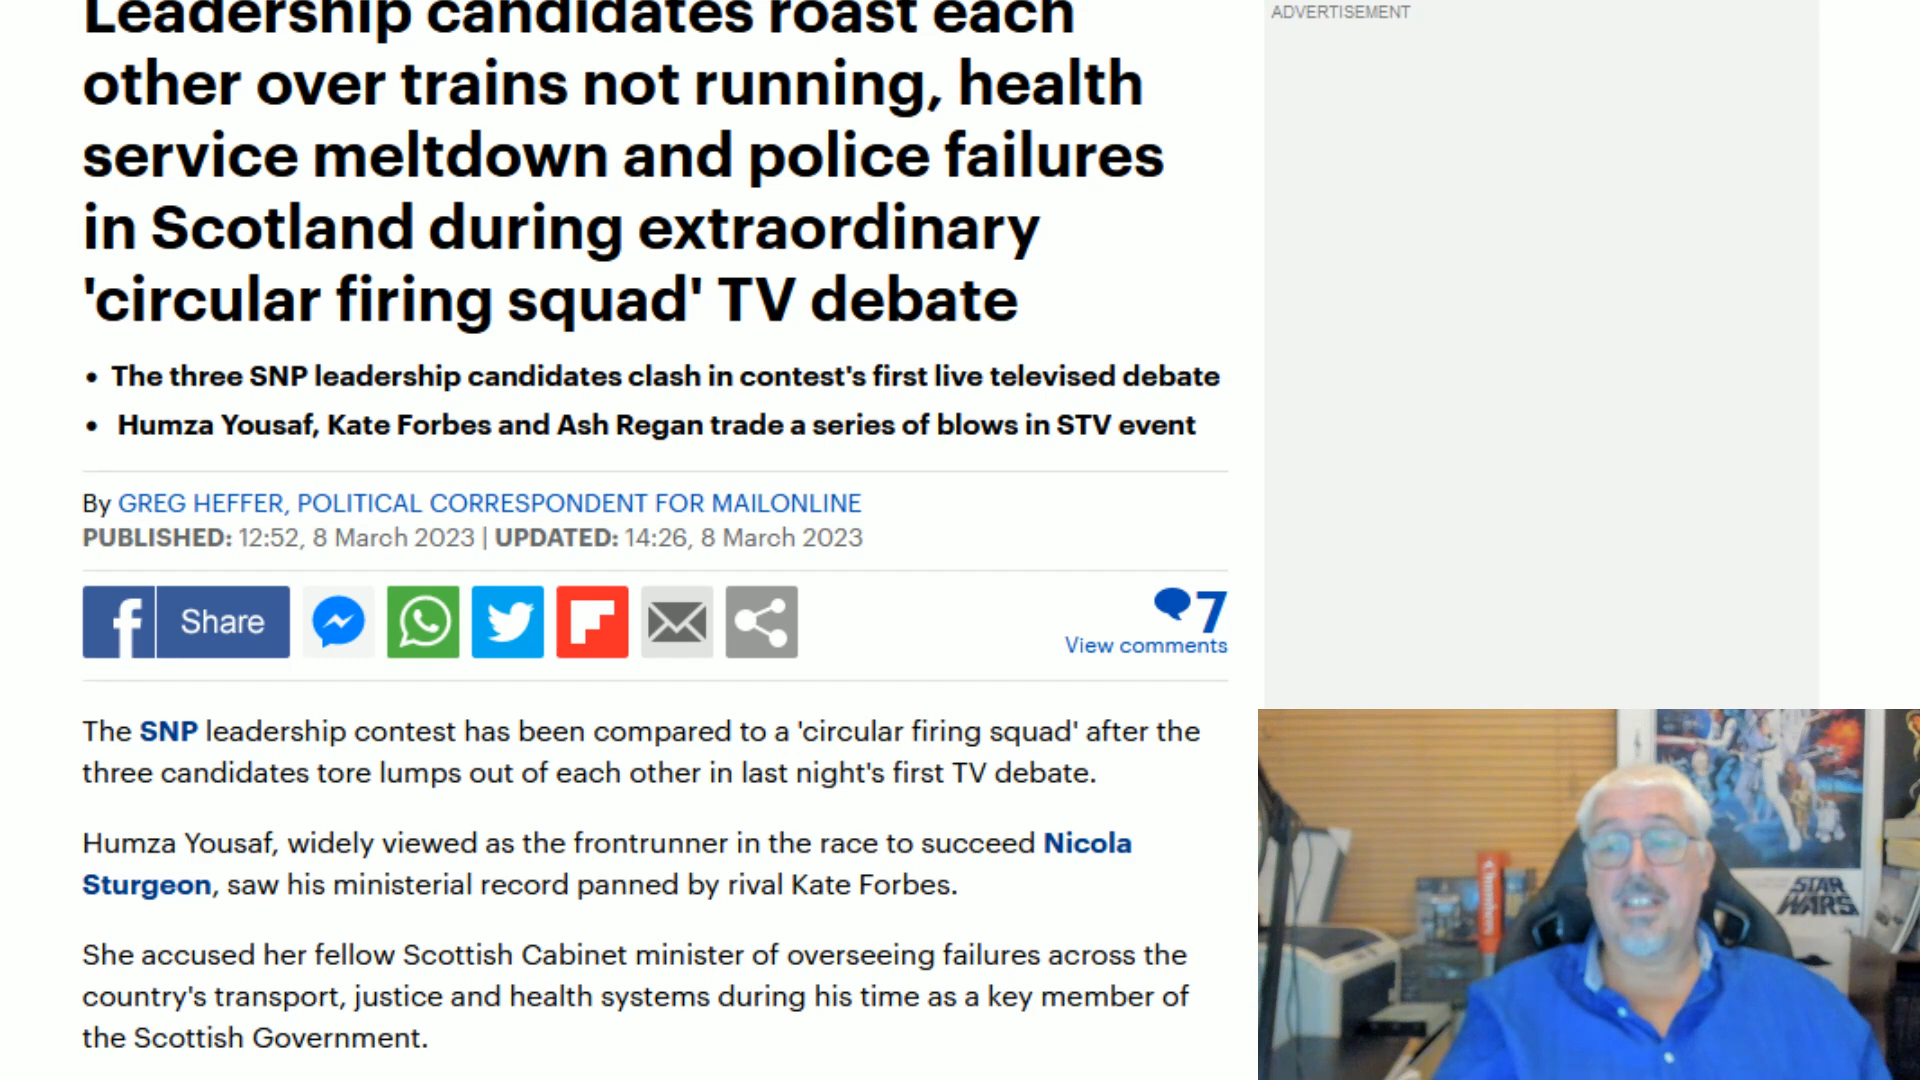 Leadership candidates roast each
other over trains not running, health
service meltdown and police failures
in Scotland during extraordinary
'circular firing squad' TV debate
• The three SNP leadership candidates clash in contest's first live televised debate
• Humza Yousaf, Kate Forbes and Ash Regan trade a series of blows in STV event
By GREG HEFFER, POLITICAL CORRESPONDENT FOR MAILONLINE
PUBLISHED: 12:52, 8 March 2023 | UPDATED: 14:26, 8 March 2023
Share
7
View comments
The SNP leadership contest has been compared to a 'circular firing squad' after the
three candidates tore lumps out of each other in last night's first TV debate.
Humza Yousaf, widely viewed as the frontrunner in the race to succeed Nicola
Sturgeon, saw his ministerial record panned by rival Kate Forbes.
She accused her fellow Scottish Cabinet minister of overseeing failures across the
country's transport, justice and health systems during his time as a key member of
the Scottish Government.
ADVERTISEMENT
STAR
WARS